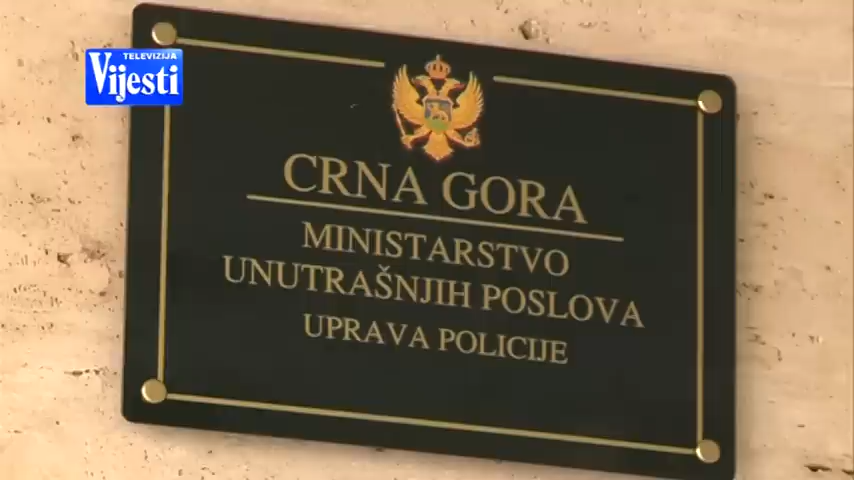 TELEVIZIJA
Vijesti
CRNA GORA
MINISTARSTVO
UNUTRAŠNJIH POSLOVA
UPRAVA POLICIJE